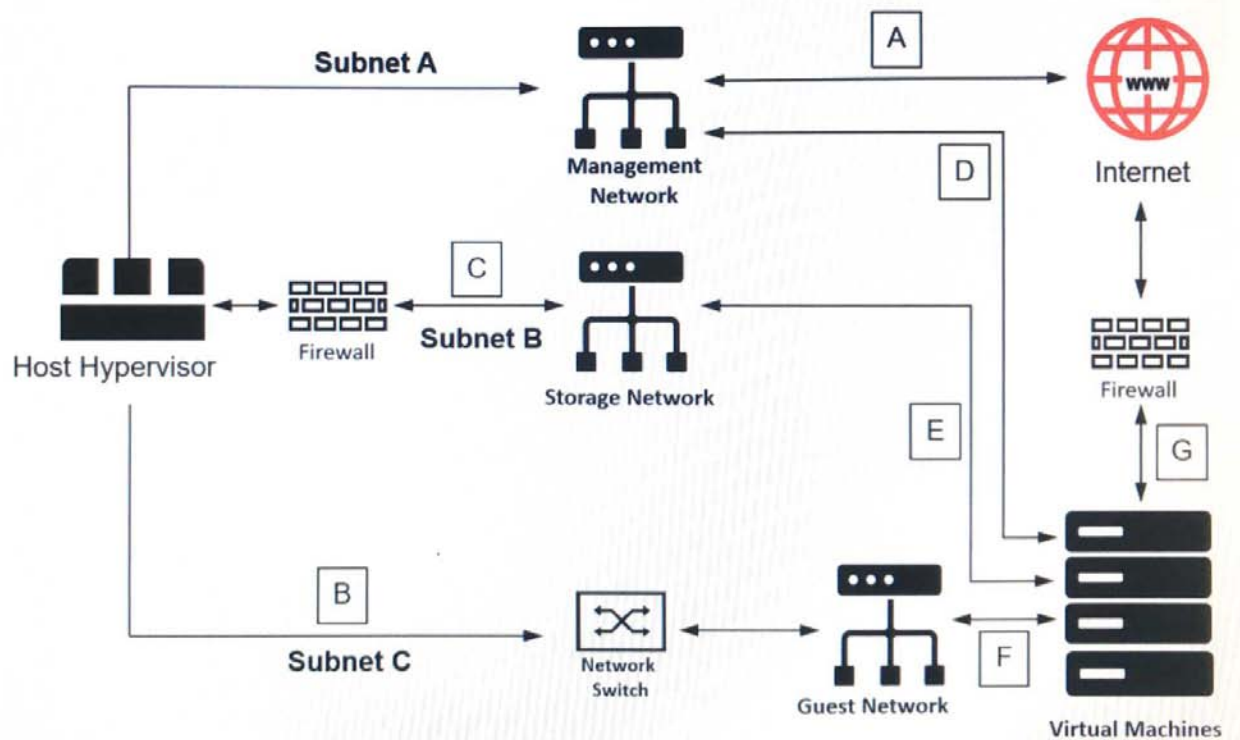 A
Subnet A
www
Management
Network
D
Internet
C
Firewall
Subnet B
Host Hypervisor
Storage Network
Firewall
E
G
B
Subnet C
Network
Switch
F
Guest Network
Virtual Machines